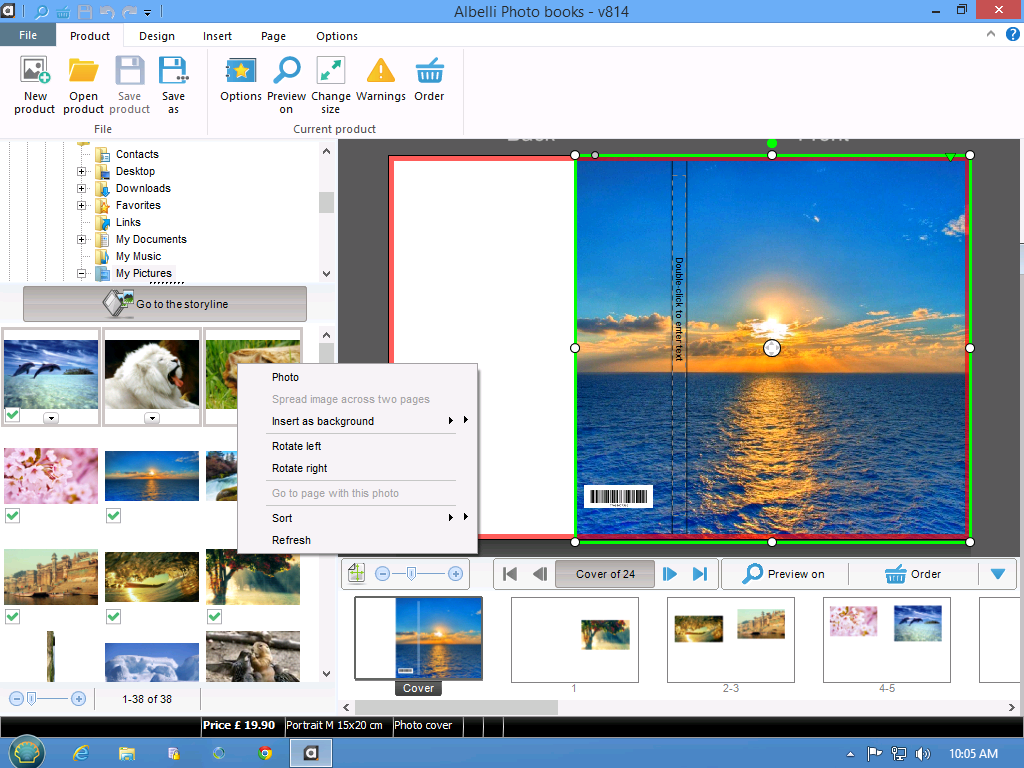 Albelli Photo books - v814
File Product Design Insert Page Options
New product
Open product
Save product
Save as
Options
Preview on
Change size
Warnings
Order
File
Current product
Contacts
Desktop
Downloads
Favorites
Links
My Documents
My Music
My Pictures
Go to the storyline
Photo
Spread image across two pages
Insert as background
Rotate left
Rotate right
Go to page with this photo
Sort
Refresh
Back Front
Double-click to enter text
Cover of 24
Preview on
Order
Cover
1
2-3
4-5
1-38 of 38
Price £ 19.90 Portrait M 15x20 cm Photo cover
10:05 AM